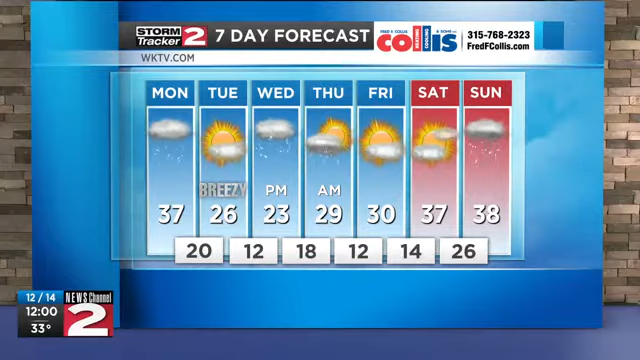 STORM
Tracker 2
7 DAY FORECAST
FRED F. COLLIS & SONS INC
collis
HEATING
COOLING
315-768-2323
FredFCollis.com
WKTV.COM
MON TUE WED THU FRI SAT SUN
BREEZY PM AM
37 26 23 29 30 37 38
20 12 18 12 14 26
12/14
12:00
33°
NEWS Channel
2